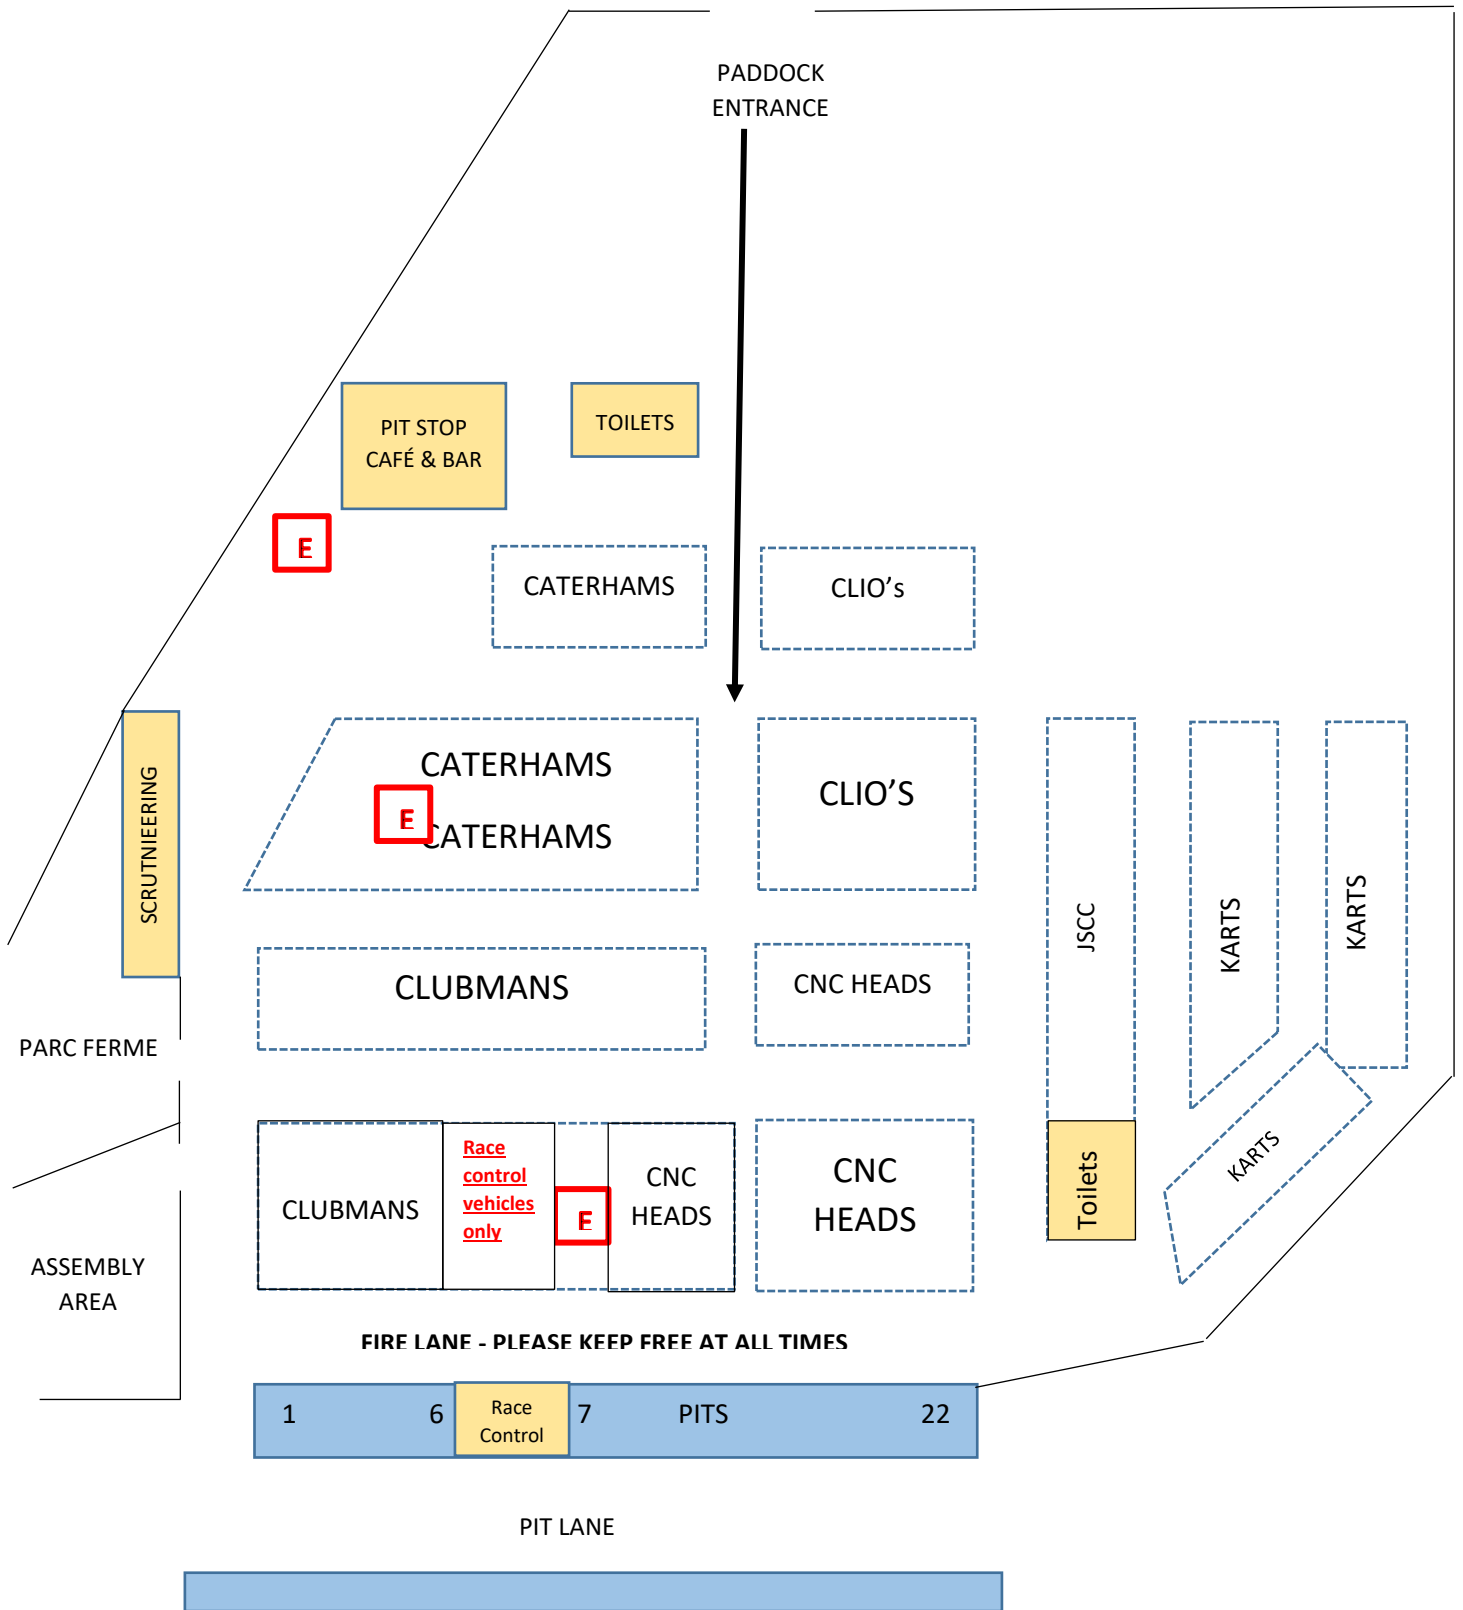 PADDOCK
ENTRANCE
PIT STOP
CAFÉ & BAR
TOILETS
E
CATERHAMS
CLIO's
SCRUTNIEERING
CATERHAMS
E
CATERHAMS
CLIO'S
JSCC
KARTS
KARTS
CLUBMANS
CNC HEADS
PARC FERME
KARTS
CLUBMANS
Race
control
vehicles
only
E
CNC
HEADS
CNC
HEADS
Toilets
ASSEMBLY
AREA
FIRE LANE - PLEASE KEEP FREE AT ALL TIMES
1 6 Race
Control
7 PITS 22
PIT LANE